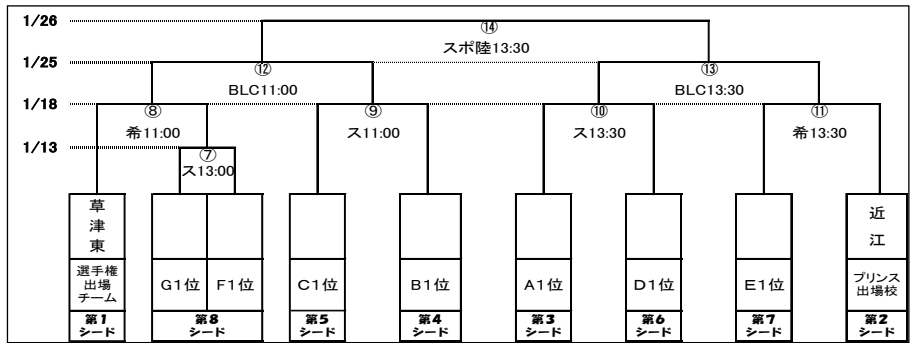 1/26
⑭
スポ陸13:30
1/25
⑫
⑬
BLC11:00
BLC13:30
1/18
⑧
⑨
⑩
⑪
希11:00
ス11:00
ス13:30
希13:30
1/13
⑦
ス13:00
草津東
近江
選手権
出場
チーム
G1位
F1位
C1位
B1位
A1位
D1位
E1位
プリンス
出場校
第1
シード
第8
シード
第5
シード
第4
シード
第3
シード
第6
シード
第7
シード
第2
シード